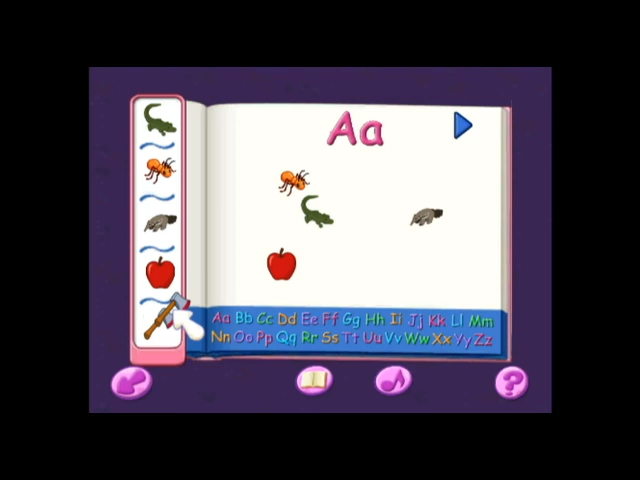 Aa
Aa Bb Cc Dd Ee Ff Gg Hh Ii Jj Kk Ll Mm
Nn Oo Pp Qq Rr Ss Tt Uu Vv Ww Xx Yy Zz
?